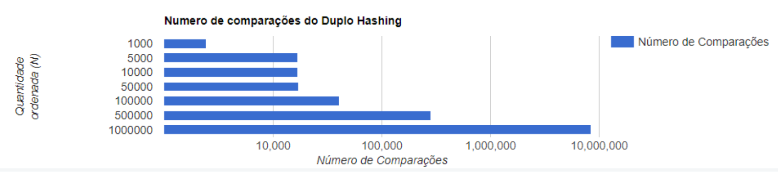 Numero de comparações do Duplo Hashing
Número de Comparações
Quantidade
ordenada (N)
1000
5000
10000
50000
100000
500000
1000000
10,000
100,000
1,000,000
10,000,000
Número de Comparações